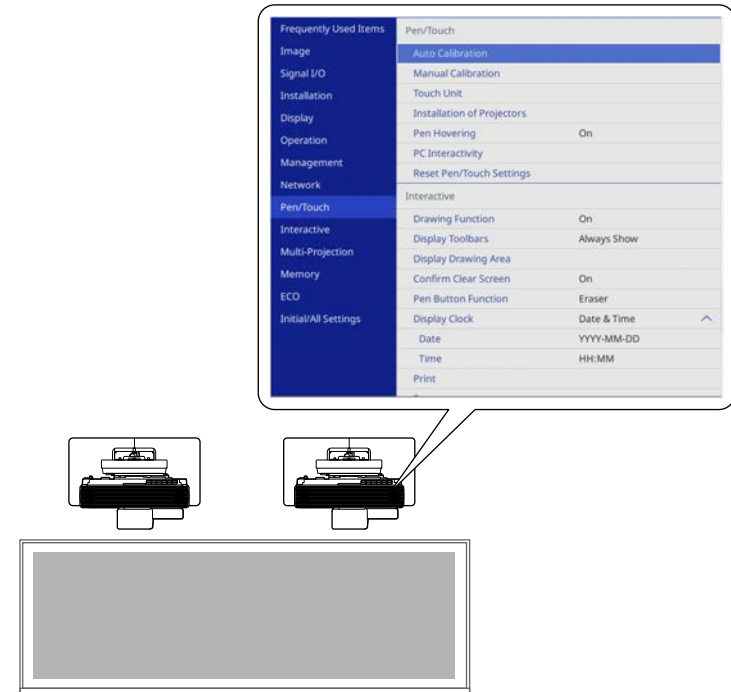 Frequently Used Items
Image
Signal I/O
Installation
Display
Operation
Management
Network
Pen/Touch
Interactive
Multi-Projection
Memory
ECO
Initial/All Settings
Pen/Touch
Auto Calibration
Manual Calibration
Touch Unit
Installation of Projectors
Pen Hovering On
PC Interactivity
Reset Pen/Touch Settings
Interactive
Drawing Function On
Display Toolbars Always Show
Display Drawing Area
Confirm Clear Screen On
Pen Button Function Eraser
Display Clock Date & Time
Date YYYY-MM-DD
Time HH:MM
Print